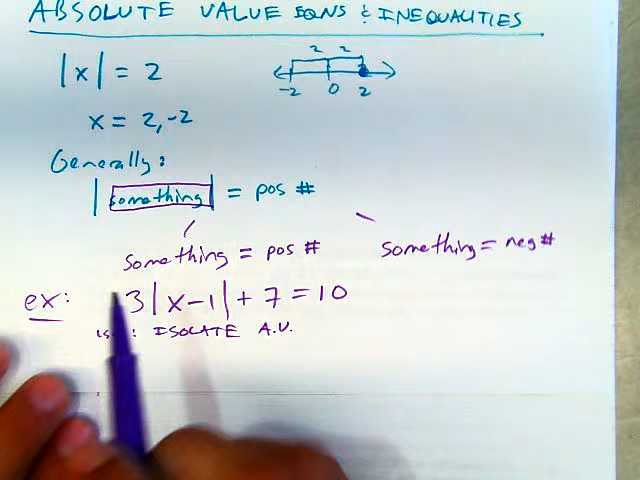 ABSOLUTE VALUE EQNS & INEQUALITIES
|x| = 2
2 2
-2 0 2
x = 2, -2
Generally:
|something| = pos #
something = pos # something = neg #
ex: 3|x-1| + 7 = 10
ISOLATE A.V.